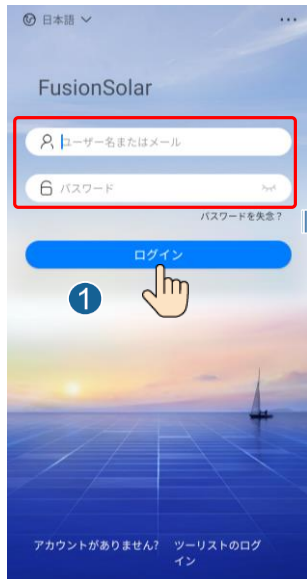 日本語
FusionSolar
ユーザー名またはメール
パスワード
パスワードを失念？
ログイン
1
アカウントがありません? ツーリストのログ
イン